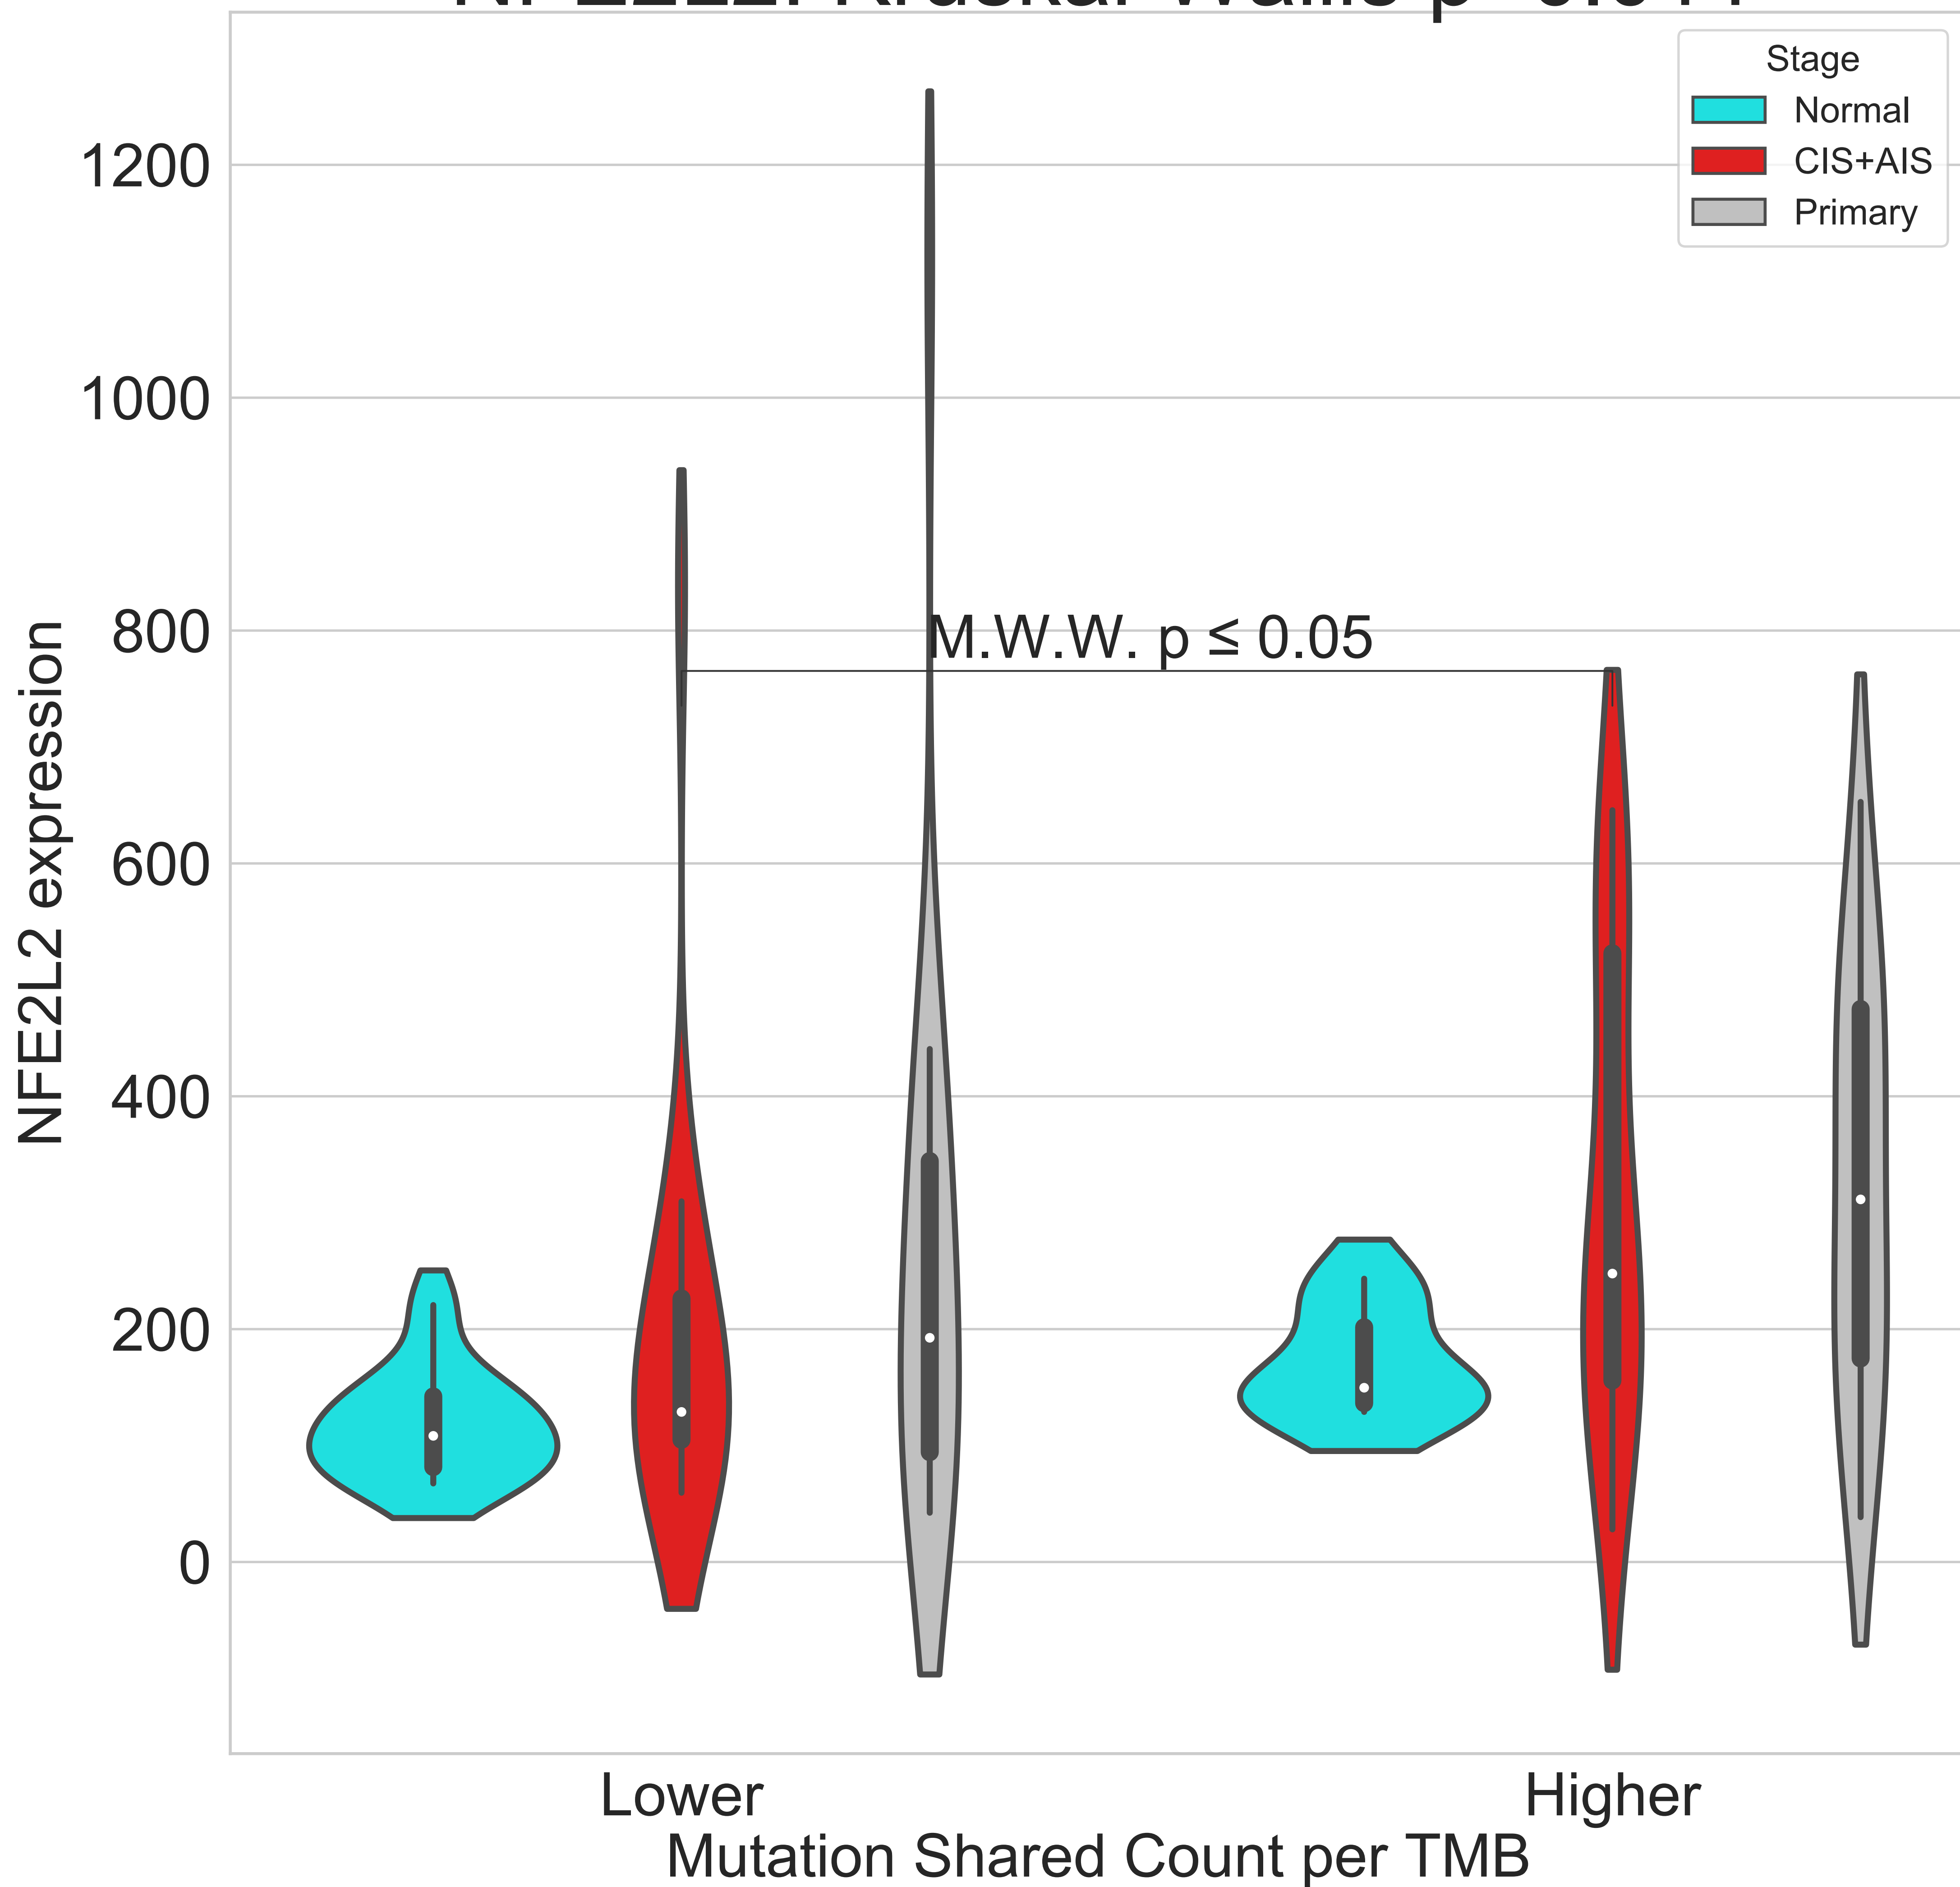 Stage
Normal
CIS+AIS
Primary
1200
1000
800
600
400
200
0
NFE2L2 expression
M.W.W. p ≤ 0.05
Lower
Higher
Mutation Shared Count per TMB